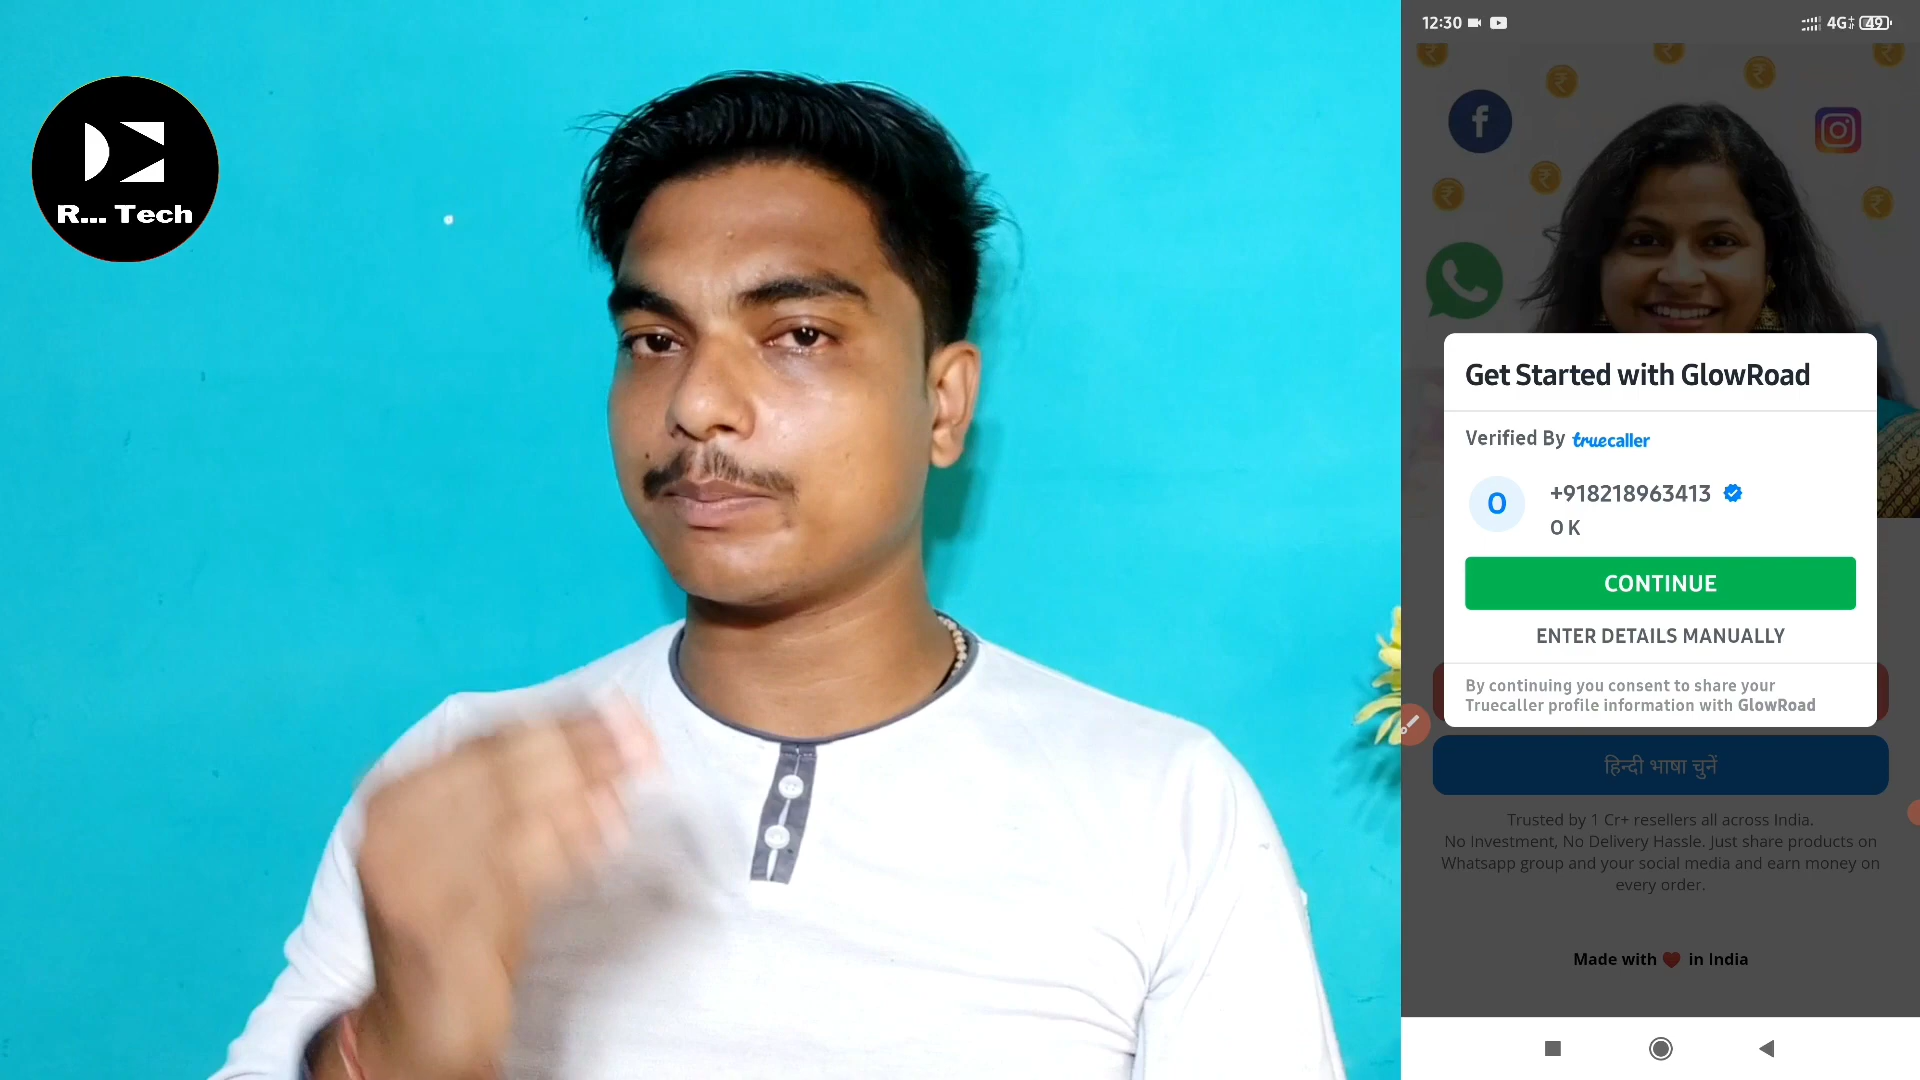 R... Tech
12:30
4G
49
Get Started with GlowRoad
Verified By truecaller
O
+918218963413
O K
CONTINUE
ENTER DETAILS MANUALLY
By continuing you consent to share your
Truecaller profile information with GlowRoad
हिन्दी भाषा चुनें
Trusted by 1 Cr+ resellers all across India.
No Investment, No Delivery Hassle. Just share products on
Whatsapp group and your social media and earn money on
every order.
Made with ❤️ in India